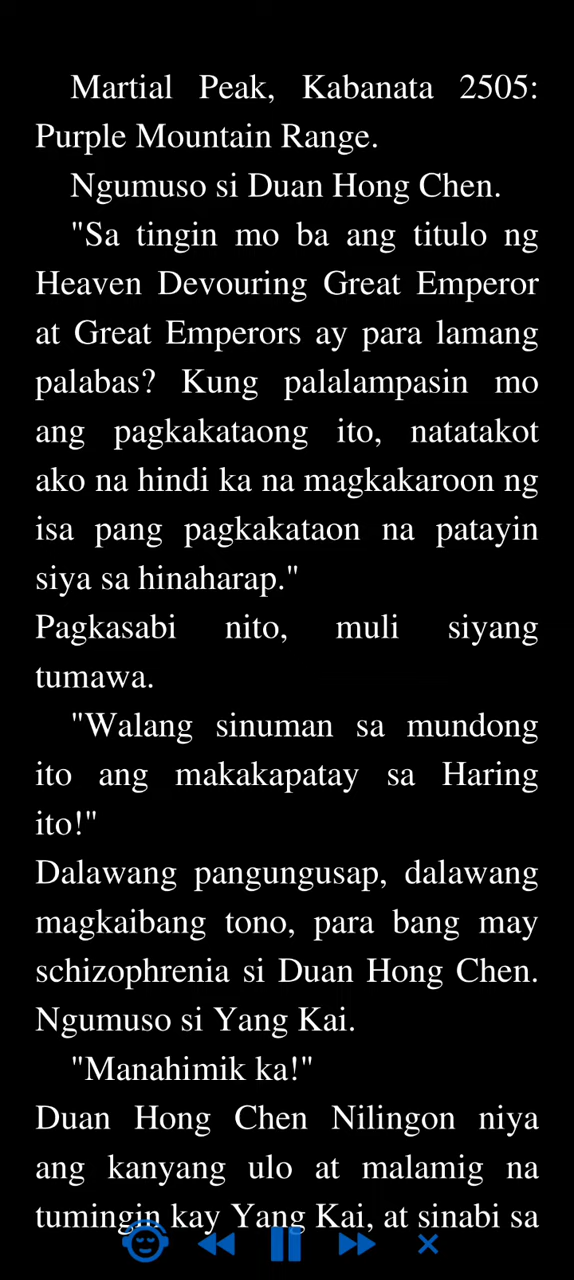 Martial Peak, Kabanata 2505:
Purple Mountain Range.
Ngumuso si Duan Hong Chen.
"Sa tingin mo ba ang titulo ng
Heaven Devouring Great Emperor
at Great Emperors ay para lamang
palabas? Kung palalampasin mo
ang pagkakataong ito, natatakot
ako na hindi ka na magkakaroon ng
isa pang pagkakataon na patayin
siya sa hinaharap."
Pagkasabi nito, muli siyang
tumawa.
"Walang sinuman sa mundong
ito ang makakapatay sa Haring
ito!"
Dalawang pangungusap, dalawang
magkaibang tono, para bang may
schizophrenia si Duan Hong Chen.
Ngumuso si Yang Kai.
"Manahimik ka!"
Duan Hong Chen Nilingon niya
ang kanyang ulo at malamig na
tumingin kay Yang Kai, at sinabi sa